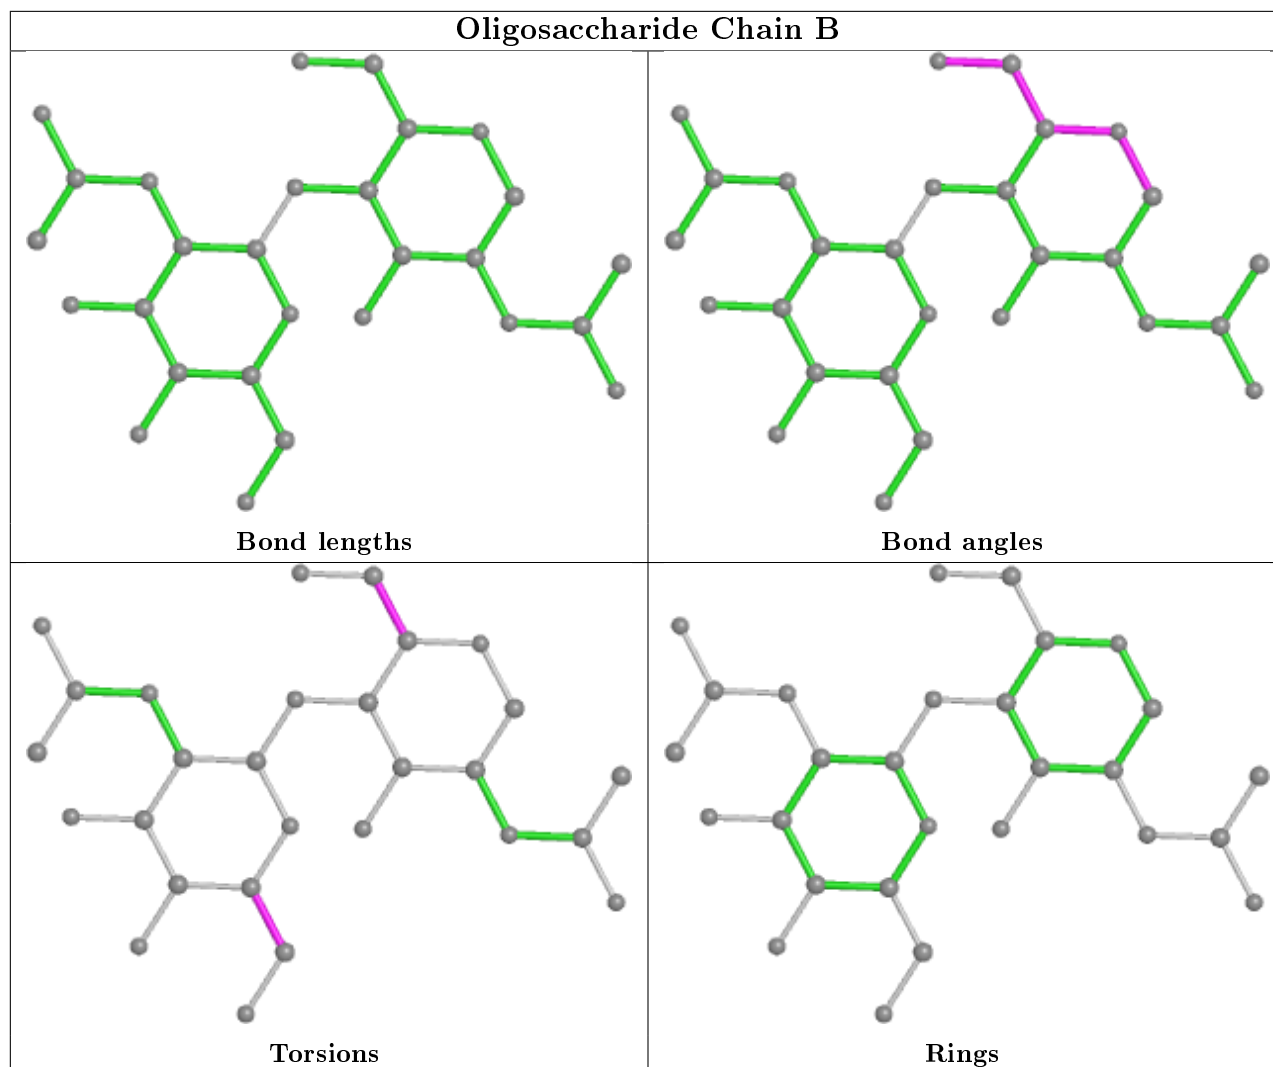 Oligosaccharide Chain B
Bond lengths
Bond angles
Torsions
Rings